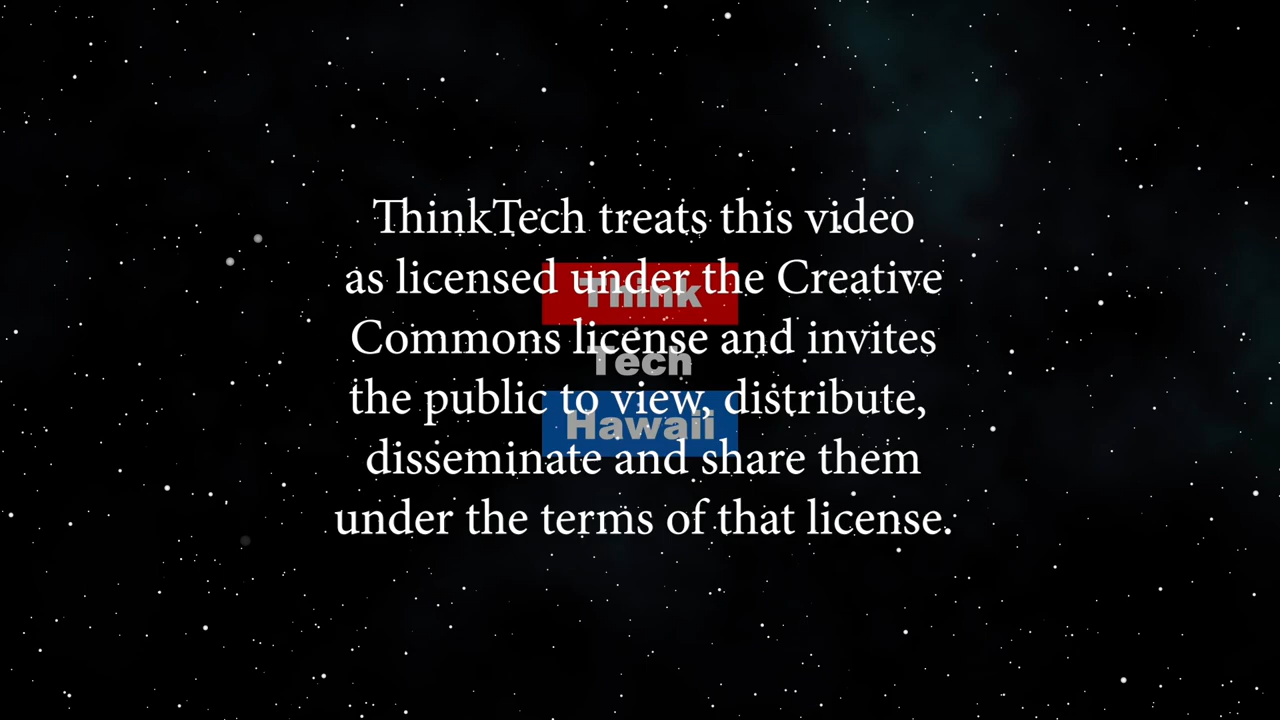 ThinkTech treats this video
as licensed under the Creative
Commons license and invites
the public to view, distribute,
disseminate and share them
under the terms of that license.
Think
Tech
Hawaii